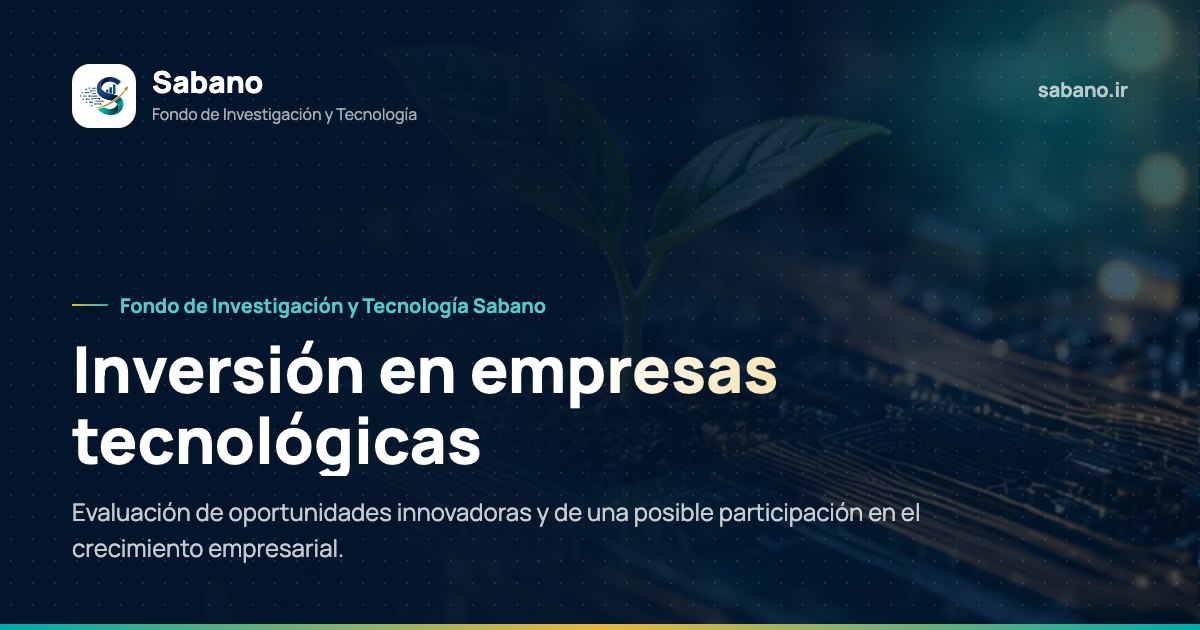 Sabano
Fondo de Investigación y Tecnología
sabano.ir
Fondo de Investigación y Tecnología Sabano
Inversión en empresas
tecnológicas
Evaluación de oportunidades innovadoras y de una posible participación en el
crecimiento empresarial.